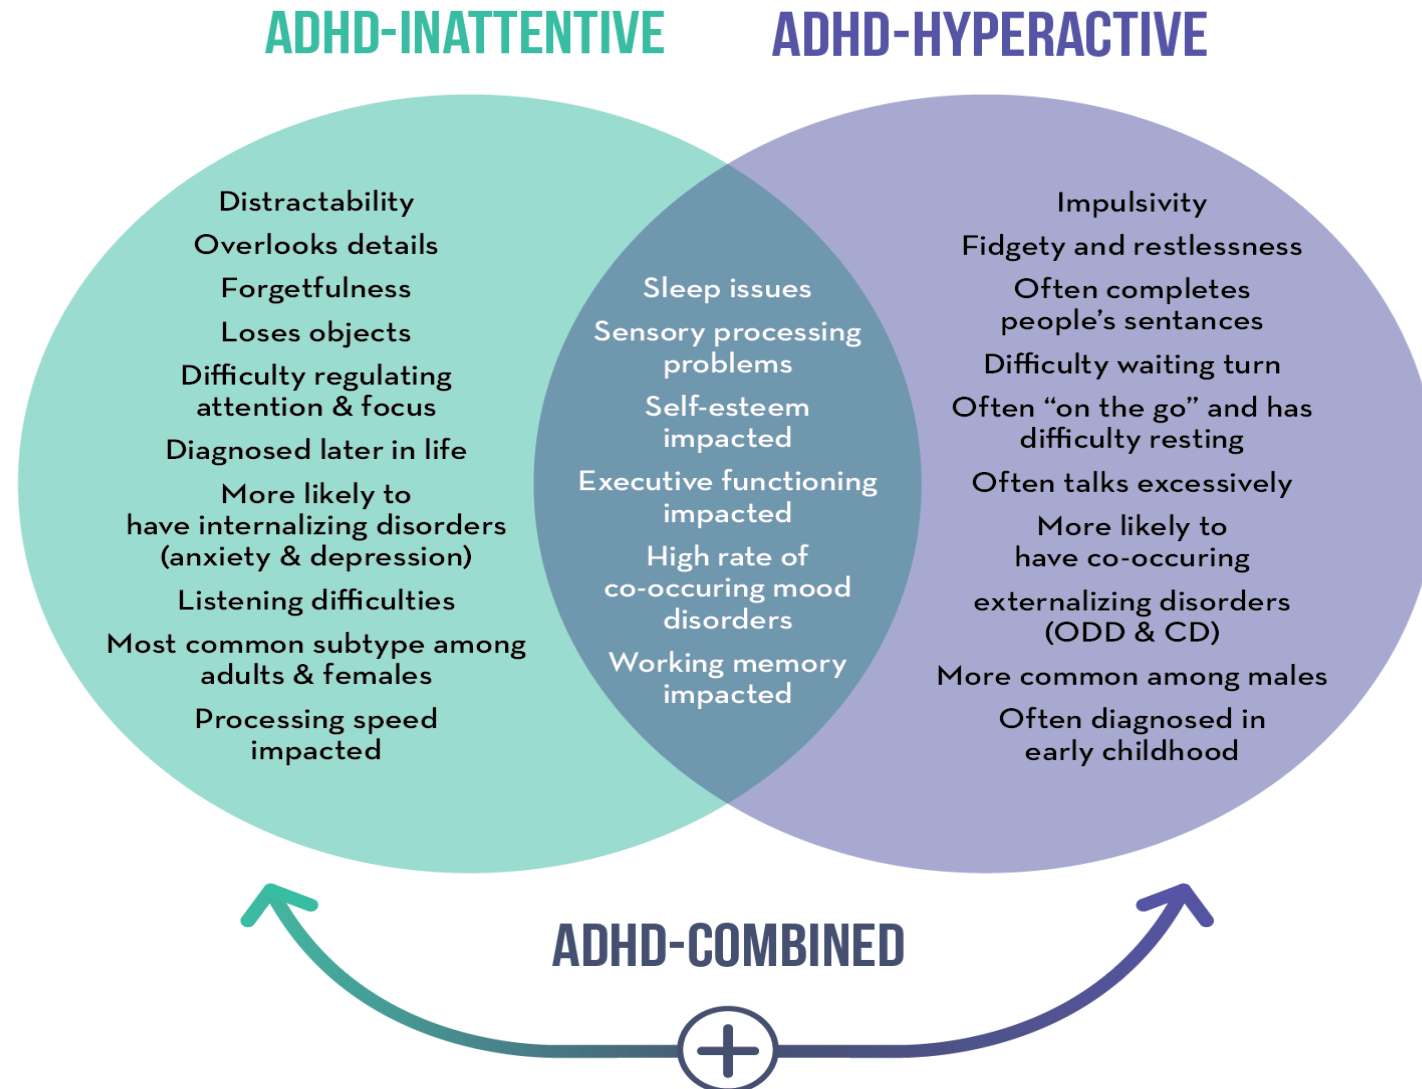 ADHD-INATTENTIVE
ADHD-HYPERACTIVE
Distractability
Overlooks details
Forgetfulness
Loses objects
Difficulty regulating
attention & focus
Diagnosed later in life
More likely to
have internalizing disorders
(anxiety & depression)
Listening difficulties
Most common subtype among
adults & females
Processing speed
impacted
Sleep issues
Sensory processing
problems
Self-esteem
impacted
Executive functioning
impacted
High rate of
co-occuring mood
disorders
Working memory
impacted
Impulsivity
Fidgety and restlessness
Often completes
people’s sentances
Difficulty waiting turn
Often “on the go” and has
difficulty resting
Often talks excessively
More likely to
have co-occuring
externalizing disorders
(ODD & CD)
More common among males
Often diagnosed in
early childhood
ADHD-COMBINED
+